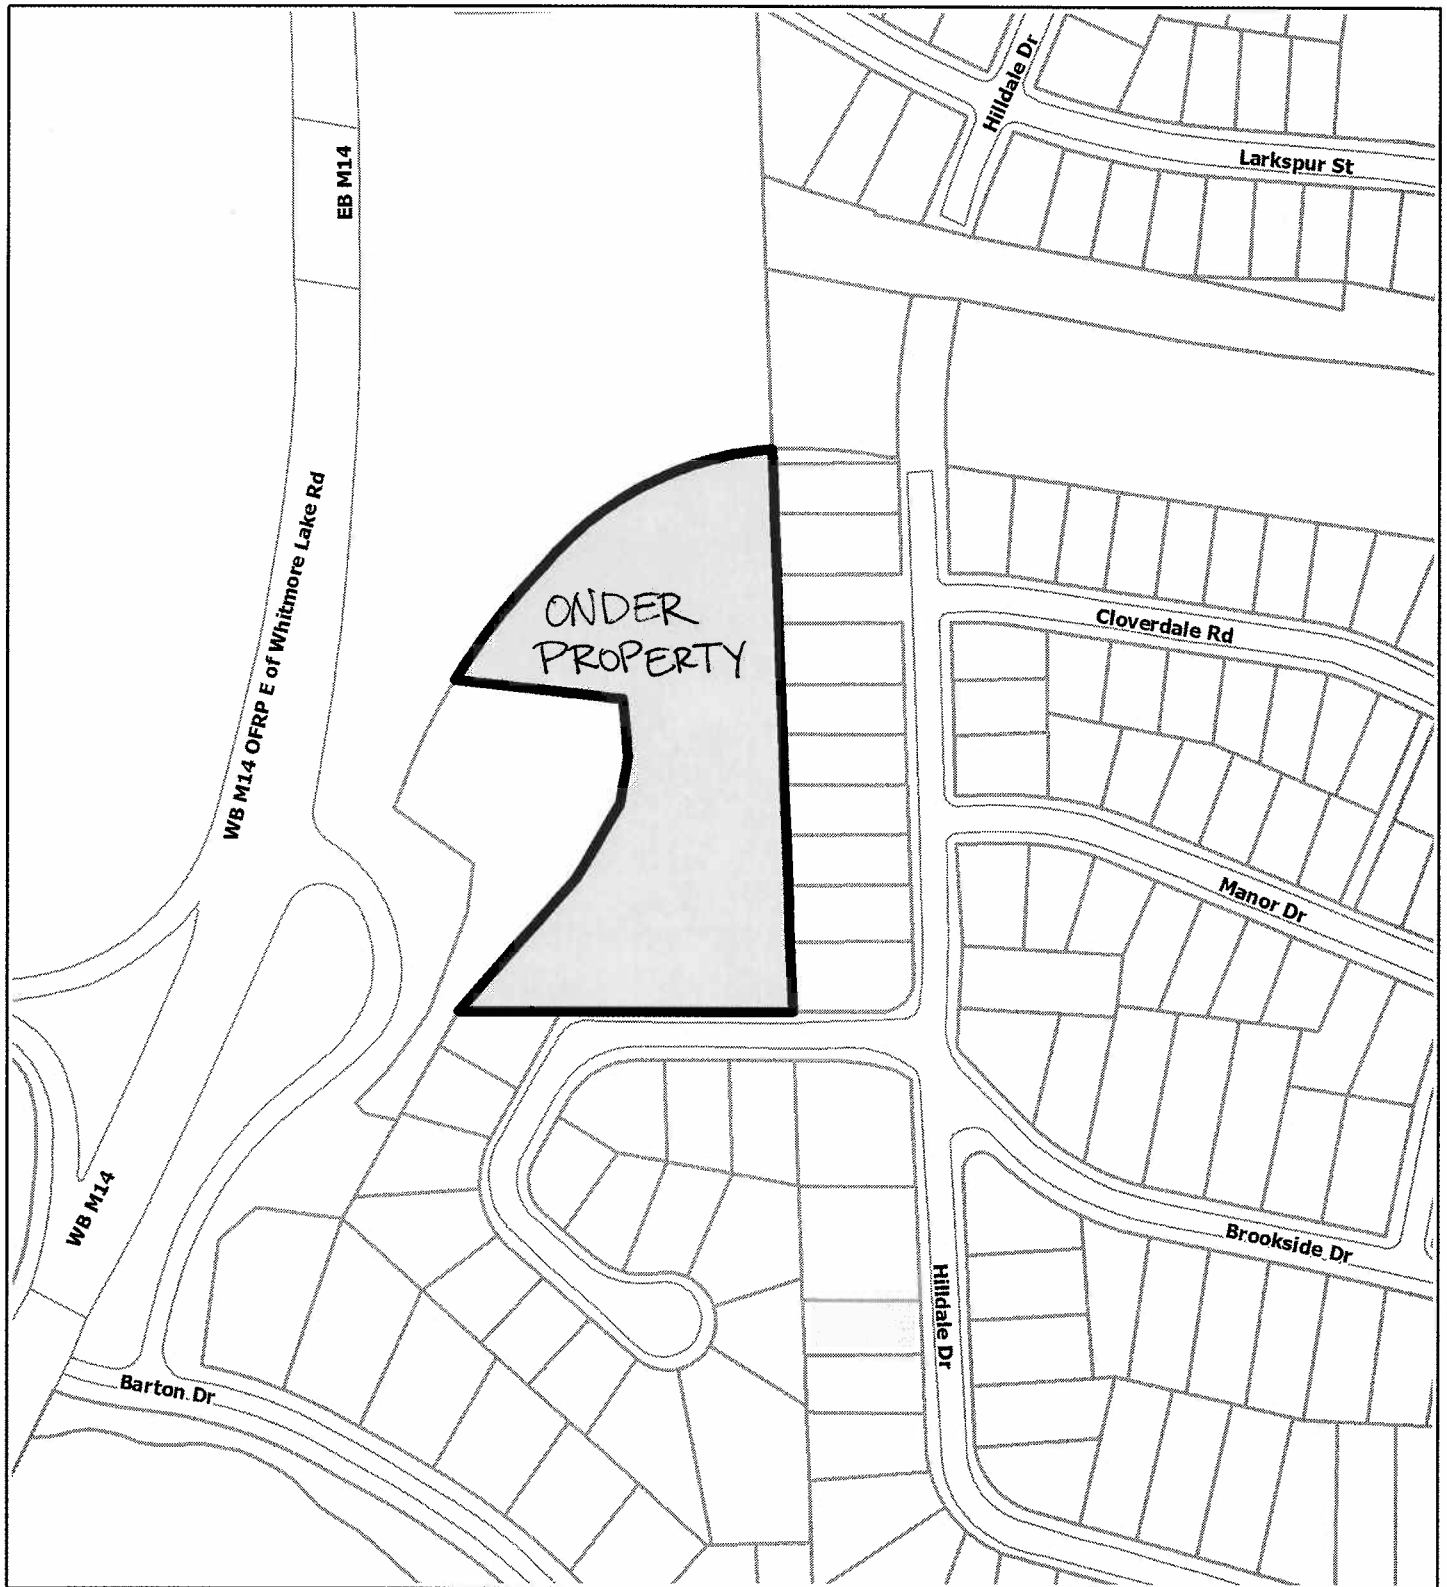 Hilldale Dr
Larkspur St
EB M14
WB M14 OFRP E of Whitmore Lake Rd
ONDER
PROPERTY
Cloverdale Rd
Manor Dr
WB M14
Brookside Dr
Hilldale Dr
Barton Dr